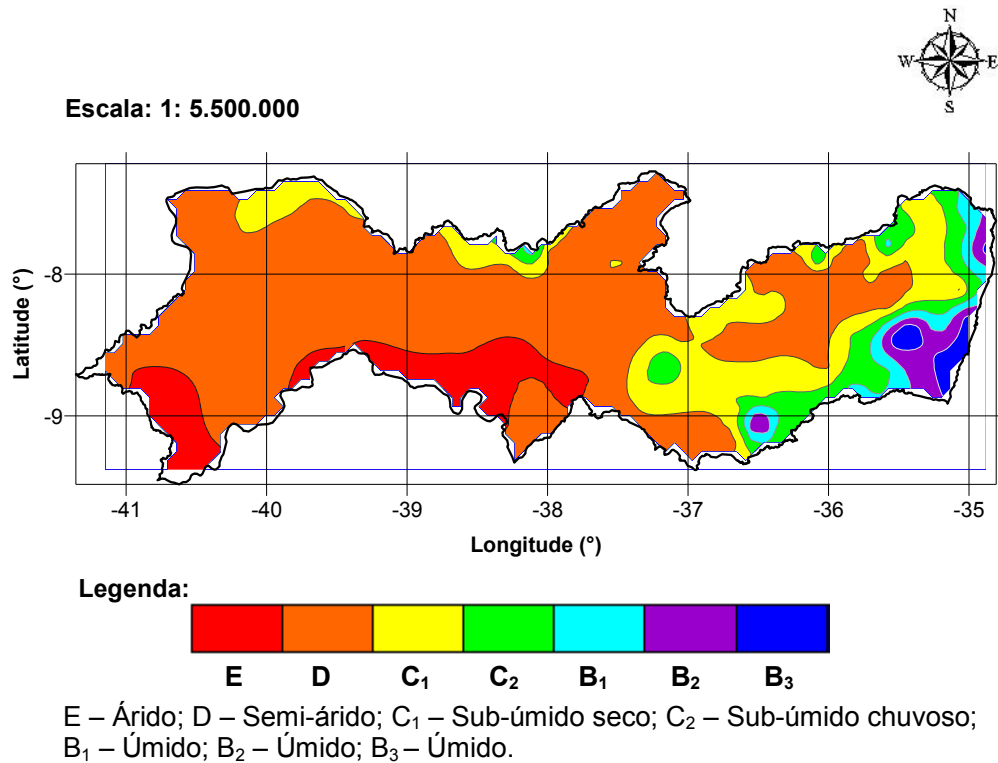 N
W E
S
Escala: 1: 5.500.000
Latitude (°)
-8
-9
-41 -40 -39 -38 -37 -36 -35
Longitude (°)
Legenda:
E D C₁ C₂ B₁ B₂ B₃
E – Árido; D – Semi-árido; C₁ – Sub-úmido seco; C₂ – Sub-úmido chuvoso;
B₁ – Úmido; B₂ – Úmido; B₃ – Úmido.